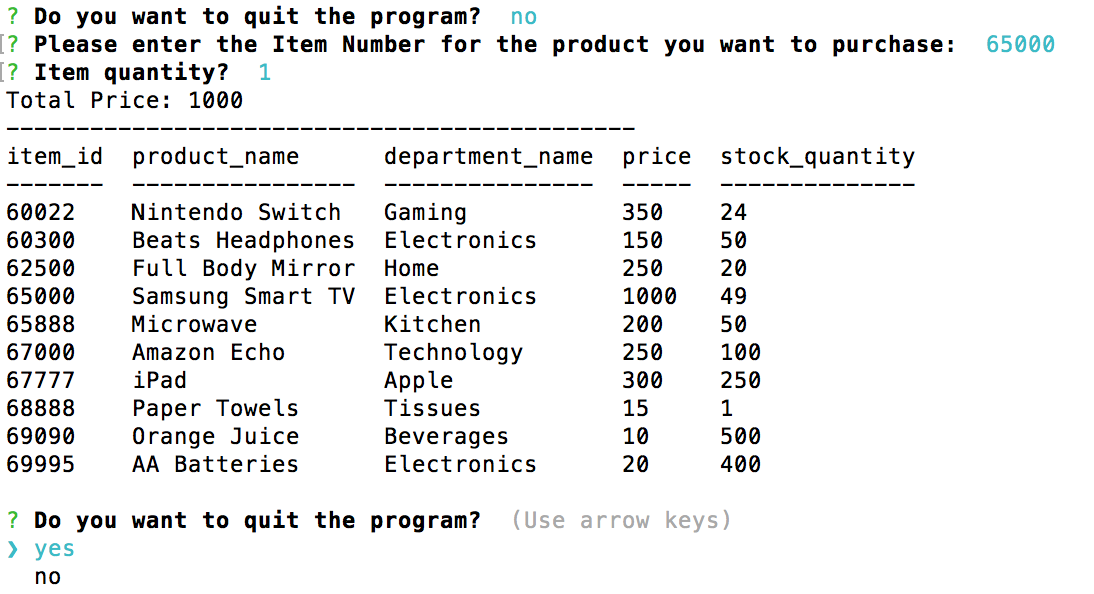 ? Do you want to quit the program?  no
[? Please enter the Item Number for the product you want to purchase:  65000
[? Item quantity?  1
Total Price: 1000
---------------------------------------------
item_id  product_name      department_name  price  stock_quantity
-------  ----------------  ---------------  -----  --------------
60022    Nintendo Switch   Gaming           350    24
60300    Beats Headphones  Electronics      150    50
62500    Full Body Mirror  Home             250    20
65000    Samsung Smart TV  Electronics      1000   49
65888    Microwave         Kitchen          200    50
67000    Amazon Echo       Technology       250    100
67777    iPad              Apple            300    250
68888    Paper Towels      Tissues          15     1
69090    Orange Juice      Beverages        10     500
69995    AA Batteries      Electronics      20     400
? Do you want to quit the program?  (Use arrow keys)
❯ yes
  no